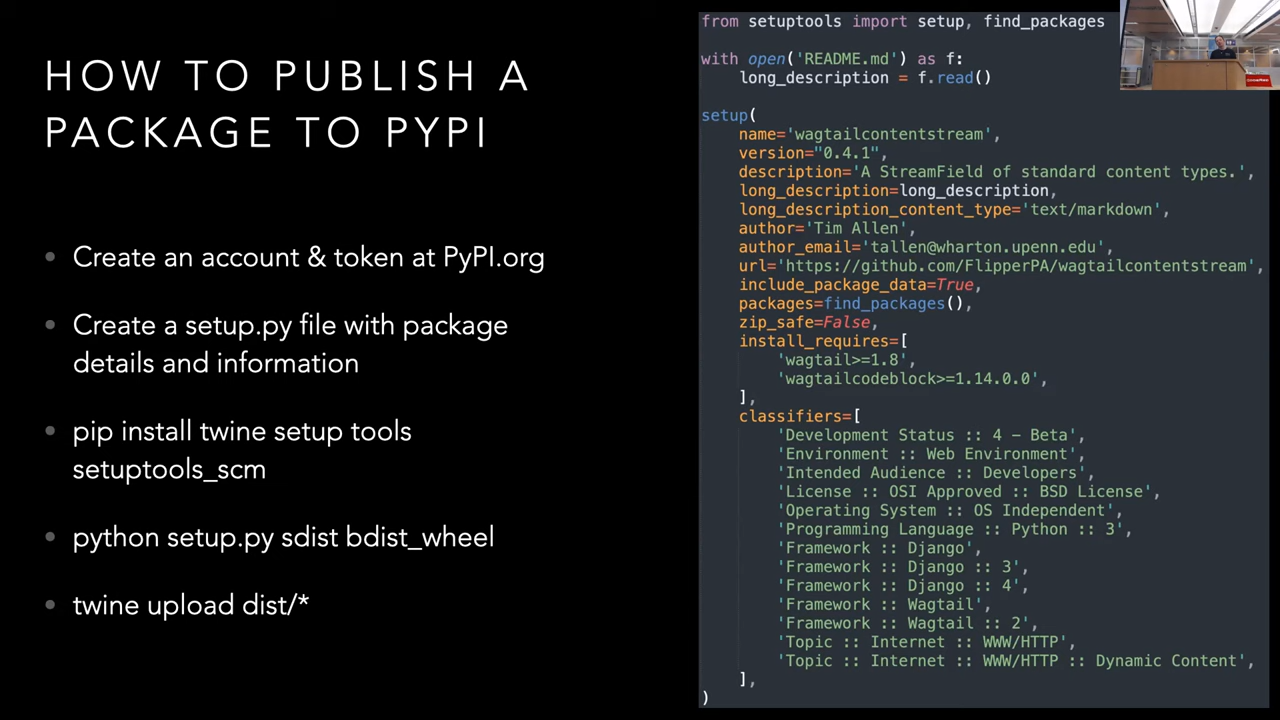 HOW TO PUBLISH A
PACKAGE TO PYPI
• Create an account & token at PyPI.org
• Create a setup.py file with package
details and information
• pip install twine setup tools
setuptools_scm
• python setup.py sdist bdist_wheel
• twine upload dist/*
from setuptools import setup, find_packages
with open('README.md') as f:
    long_description = f.read()
setup(
    name='wagtailcontentstream',
    version="0.4.1",
    description='A StreamField of standard content types.',
    long_description=long_description,
    long_description_content_type='text/markdown',
    author='Tim Allen',
    author_email='tallen@wharton.upenn.edu',
    url='https://github.com/FlipperPA/wagtailcontentstream',
    include_package_data=True,
    packages=find_packages(),
    zip_safe=False,
    install_requires=[
        'wagtail>=1.8',
        'wagtailcodeblock>=1.14.0.0',
    ],
    classifiers=[
        'Development Status :: 4 - Beta',
        'Environment :: Web Environment',
        'Intended Audience :: Developers',
        'License :: OSI Approved :: BSD License',
        'Operating System :: OS Independent',
        'Programming Language :: Python :: 3',
        'Framework :: Django',
        'Framework :: Django :: 3',
        'Framework :: Django :: 4',
        'Framework :: Wagtail',
        'Framework :: Wagtail :: 2',
        'Topic :: Internet :: WWW/HTTP',
        'Topic :: Internet :: WWW/HTTP :: Dynamic Content',
    ],
)